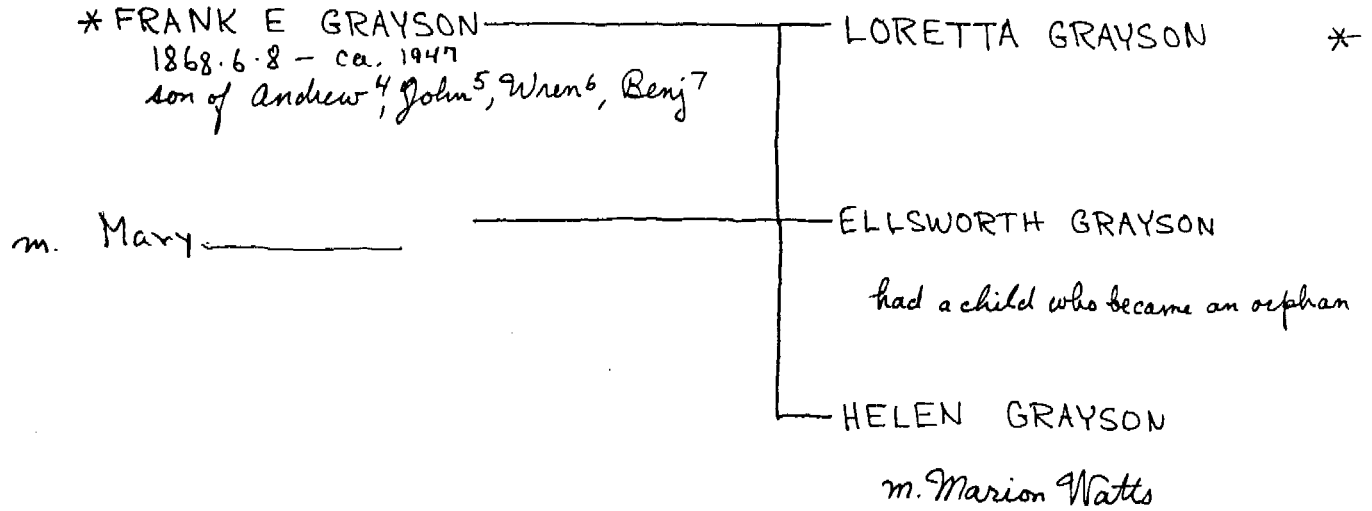 * FRANK E GRAYSON
1868.6.8 – ca. 1947
son of Andrew⁴, John⁵, Wren⁶, Benj⁷
m. Mary
LORETTA GRAYSON *
ELLSWORTH GRAYSON
had a child who became an orphan
HELEN GRAYSON
m. Marion Watts